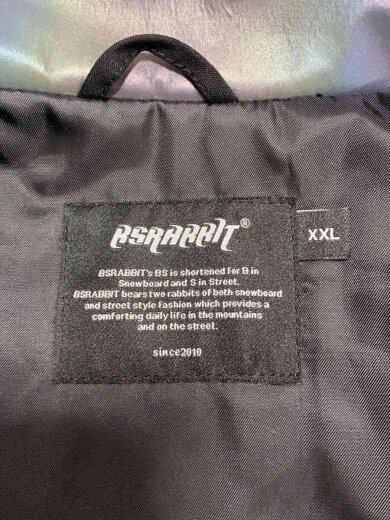 BSRABBIT®
XXL
BSRABBIT's BS is shortened for B in
Snowboard and S in Street.
BSRABBIT bears two rabbits of both snowboard
and street style fashion which provides a
comforting daily life in the mountains
and on the street.
since2010